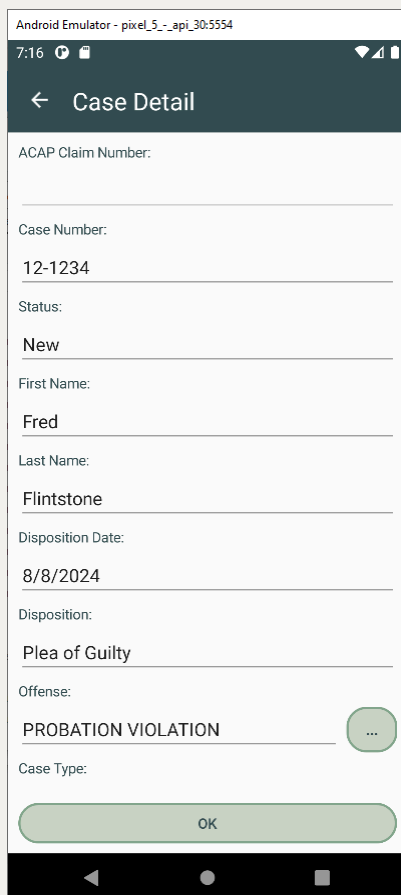 Android Emulator - pixel_5_-_api_30:5554
7:16
Case Detail
ACAP Claim Number:
Case Number:
12-1234
Status:
New
First Name:
Fred
Last Name:
Flintstone
Disposition Date:
8/8/2024
Disposition:
Plea of Guilty
Offense:
PROBATION VIOLATION
...
Case Type:
OK